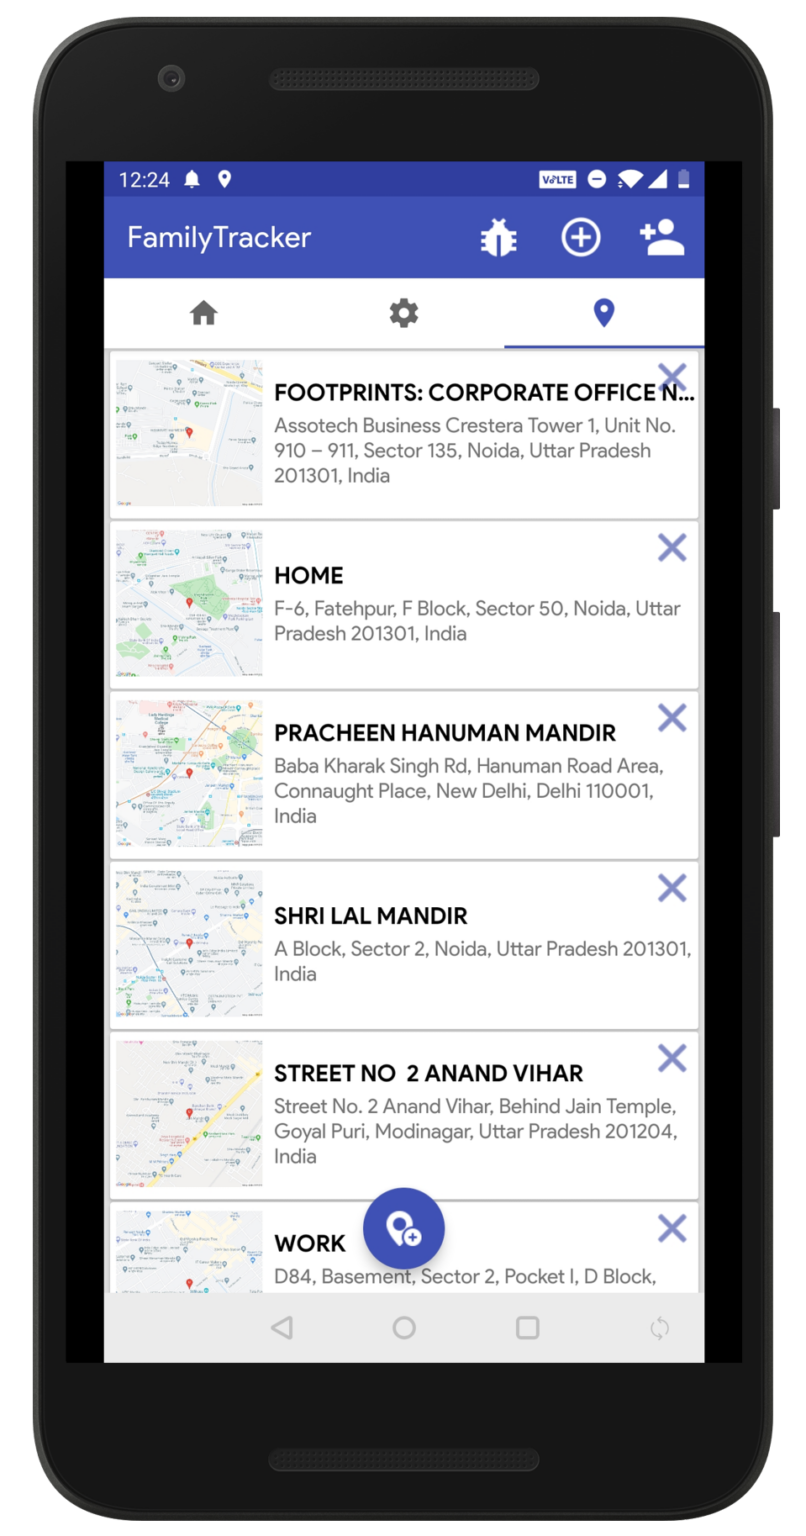 12:24
VoLTE
FamilyTracker
FOOTPRINTS: CORPORATE OFFICE N...
Assotech Business Crestera Tower 1, Unit No.
910 – 911, Sector 135, Noida, Uttar Pradesh
201301, India
HOME
F-6, Fatehpur, F Block, Sector 50, Noida, Uttar
Pradesh 201301, India
PRACHEEN HANUMAN MANDIR
Baba Kharak Singh Rd, Hanuman Road Area,
Connaught Place, New Delhi, Delhi 110001,
India
SHRI LAL MANDIR
A Block, Sector 2, Noida, Uttar Pradesh 201301,
India
STREET NO  2 ANAND VIHAR
Street No. 2 Anand Vihar, Behind Jain Temple,
Goyal Puri, Modinagar, Uttar Pradesh 201204,
India
WORK
D84, Basement, Sector 2, Pocket I, D Block,